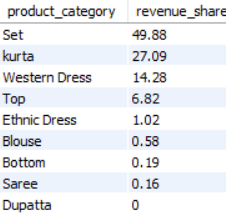 product_category revenue_share
Set 49.88
kurta 27.09
Western Dress 14.28
Top 6.82
Ethnic Dress 1.02
Blouse 0.58
Bottom 0.19
Saree 0.16
Dupatta 0